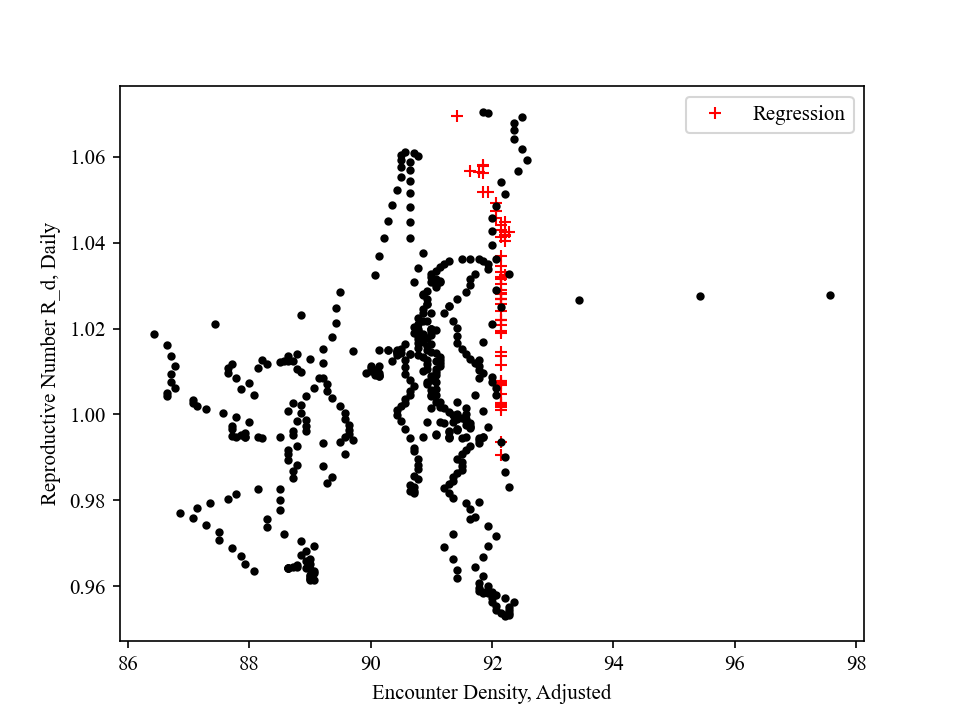 Regression
1.06
1.04
1.02
1.00
0.98
0.96
Reproductive Number R_d, Daily
86 88 90 92 94 96 98
Encounter Density, Adjusted